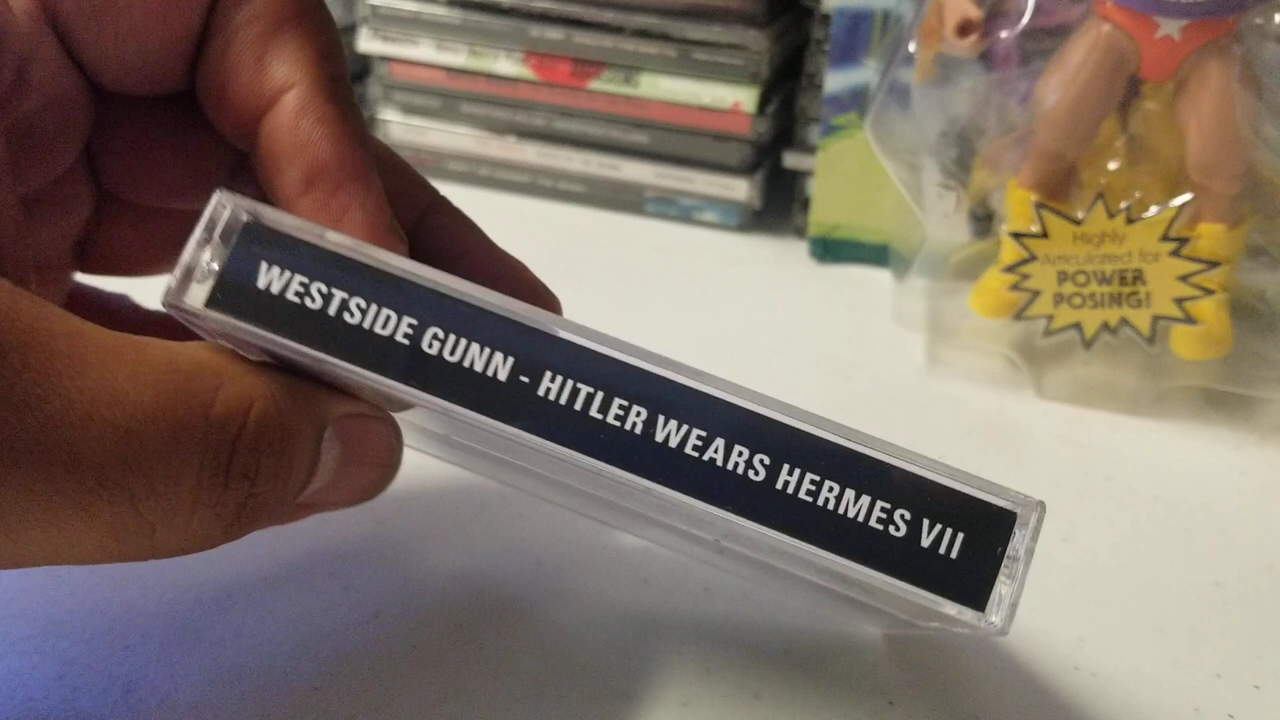 WESTSIDE GUNN - HITLER WEARS HERMES VII
Highly
Articulated for
POWER
POSING!